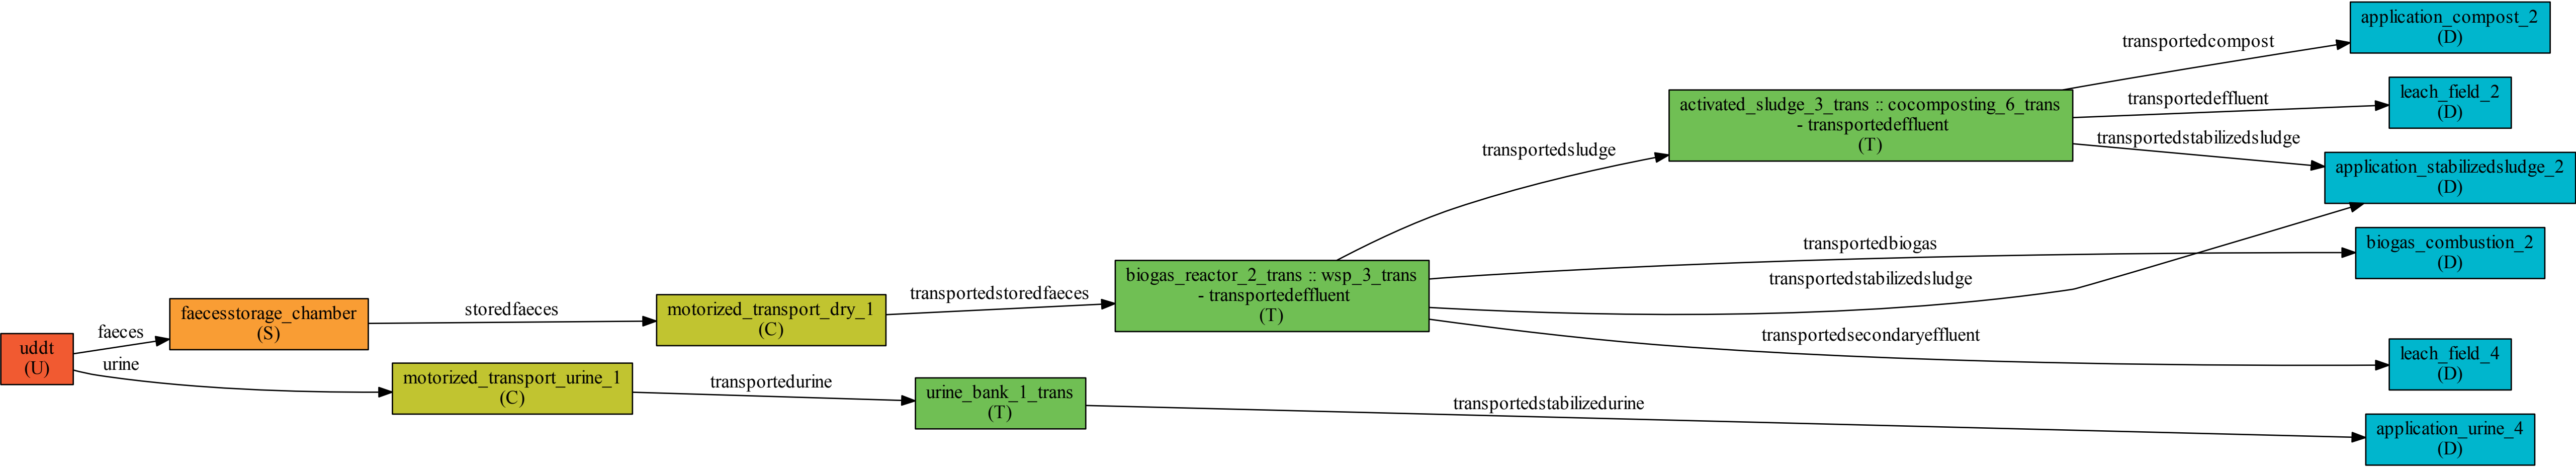 application_compost_2
(D)
transportedcompost
leach_field_2
(D)
transportedeffluent
activated_sludge_3_trans :: cocomposting_6_trans
- transportedeffluent
(T)
transportedstabilizedsludge
transportedsludge
application_stabilizedsludge_2
(D)
biogas_combustion_2
(D)
transportedbiogas
biogas_reactor_2_trans :: wsp_3_trans
- transportedeffluent
(T)
transportedstabilizedsludge
transportedstoredfaeces
faecesstorage_chamber
(S)
storedfaeces
motorized_transport_dry_1
(C)
faeces
uddt
(U)
urine
transportedsecondaryeffluent
leach_field_4
(D)
motorized_transport_urine_1
(C)
transportedurine
urine_bank_1_trans
(T)
transportedstabilizedurine
application_urine_4
(D)